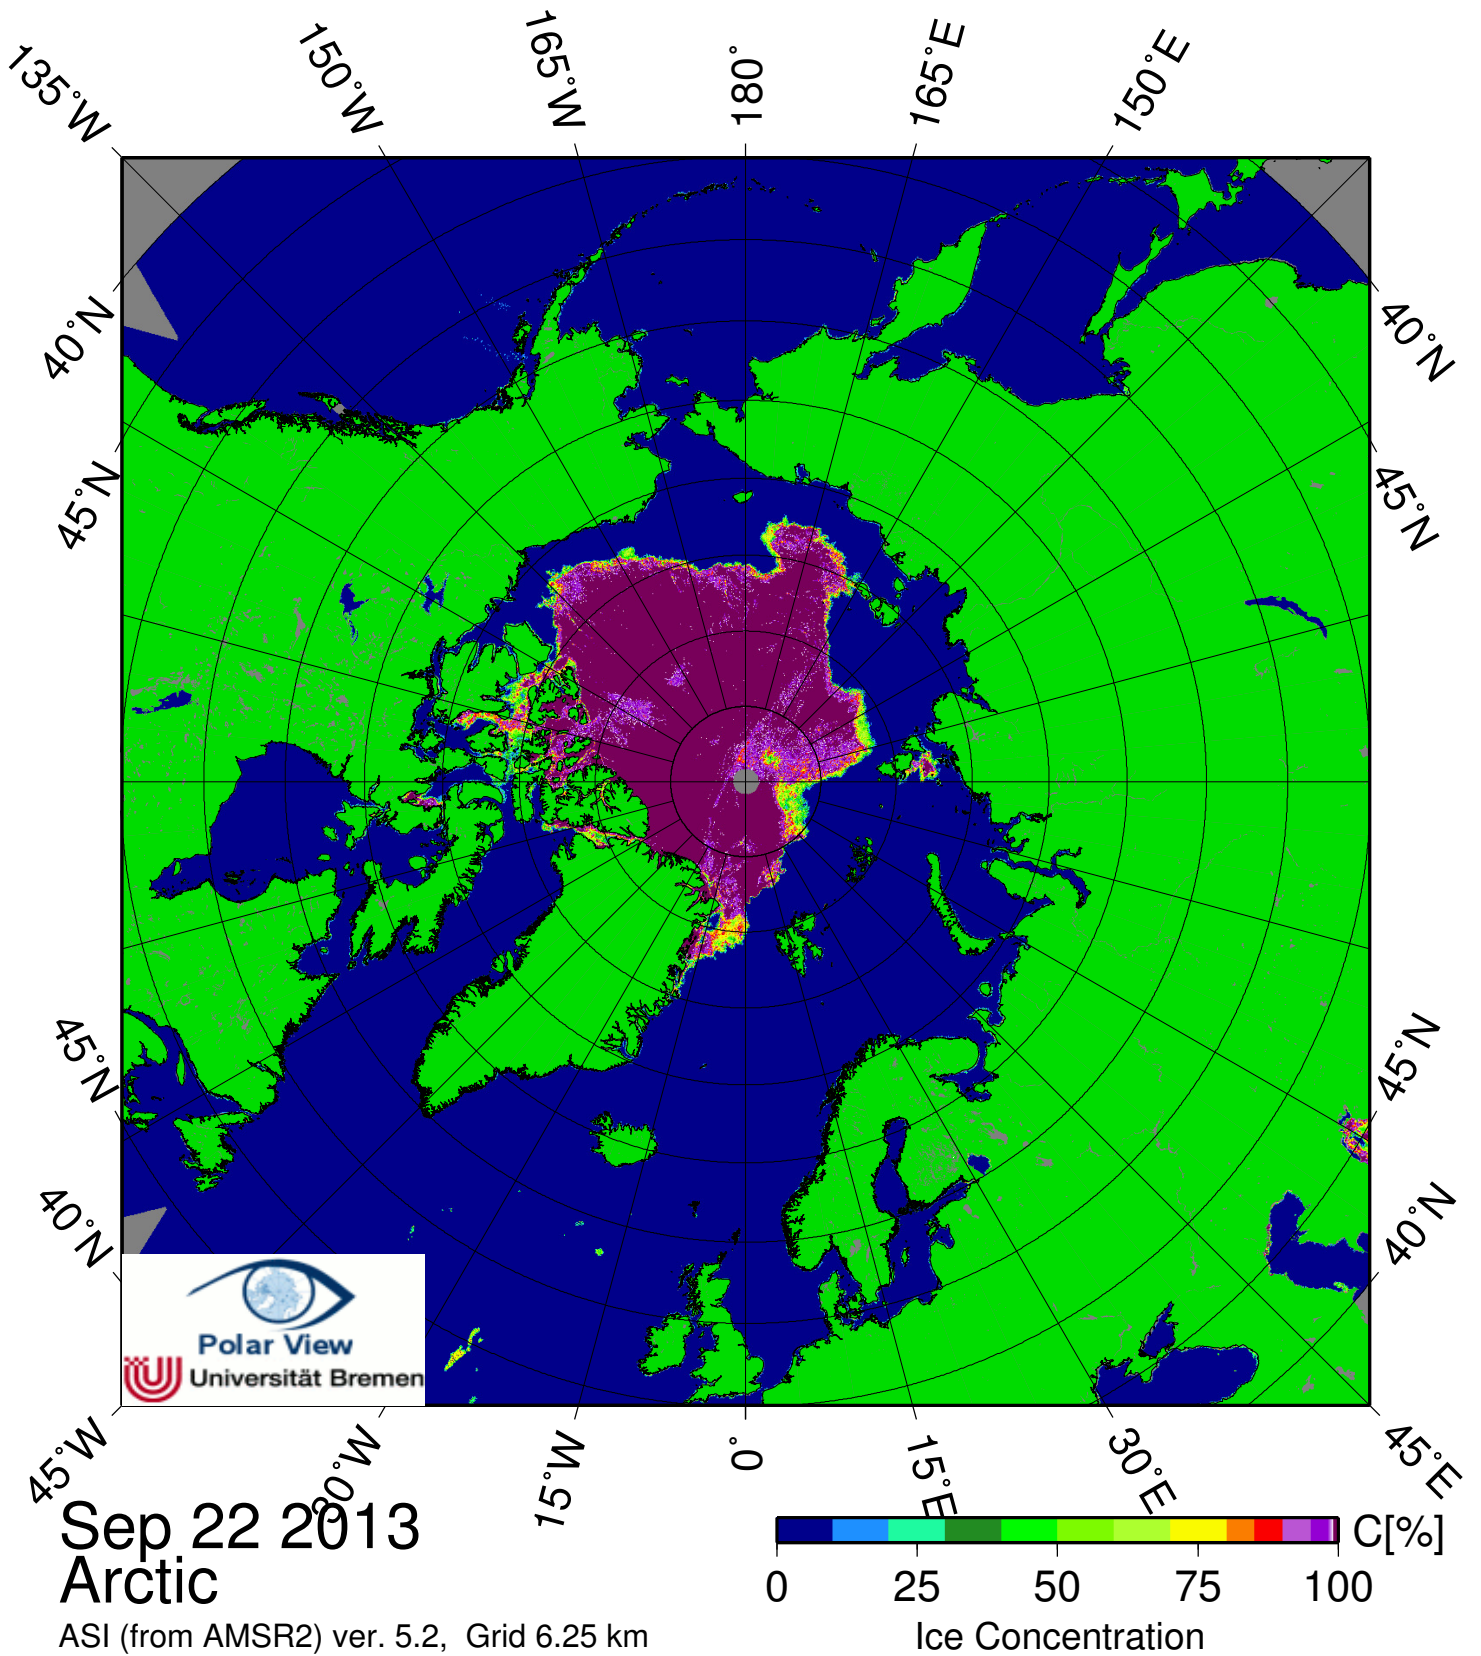 135°W
150°W
165°W
180°
165°E
150°E
40°N
40°N
45°N
45°N
45°N
45°N
40°N
40°N
Polar View
Universität Bremen
45°W
30°W
15°W
0°
15°E
30°E
45°E
Sep 22 2013
Arctic
ASI (from AMSR2) ver. 5.2, Grid 6.25 km
C[%]
0 25 50 75 100
Ice Concentration